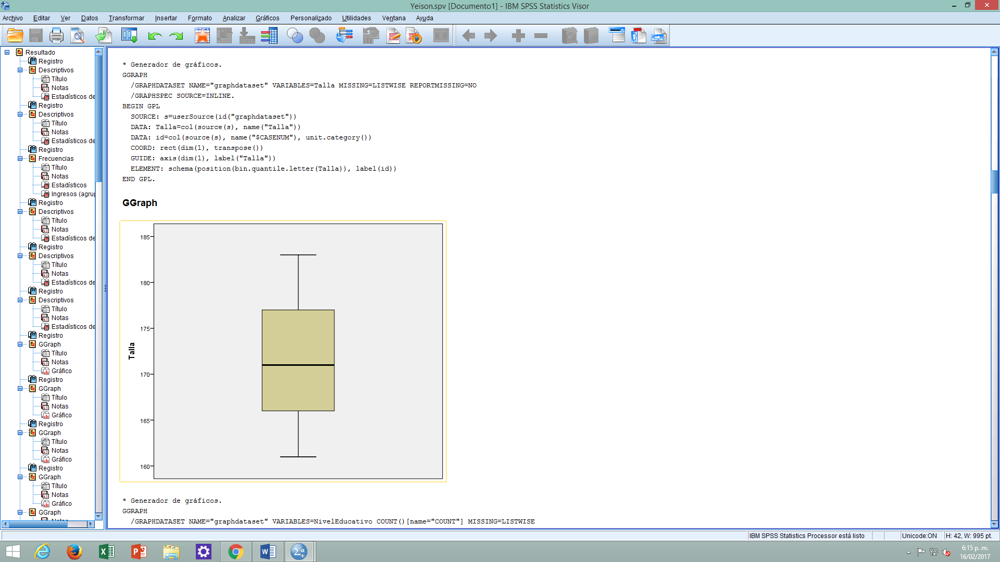 Yeison.spv [Documento1] - IBM SPSS Statistics Visor
Archivo Editar Ver Datos Transformar Insertar Formato Analizar Gráficos Personalizado Utilidades Ventana Ayuda
Resultado
Registro
Descriptivos
Título
Notas
Estadísticos de
Registro
Descriptivos
Título
Notas
Estadísticos de
Registro
Frecuencias
Título
Notas
Estadísticos
Ingresos (agru
Registro
Descriptivos
Título
Notas
Estadísticos de
Registro
Descriptivos
Título
Notas
Estadísticos de
Registro
Descriptivos
Título
Notas
Estadísticos de
Registro
GGraph
Título
Notas
Gráfico
Registro
GGraph
Título
Notas
Gráfico
Registro
GGraph
Título
Notas
Gráfico
Registro
GGraph
Título
Notas
Gráfico
GGraph
* Generador de gráficos.
GGRAPH
/GRAPHDATASET NAME="graphdataset" VARIABLES=Talla MISSING=LISTWISE REPORTMISSING=NO
/GRAPHSPEC SOURCE=INLINE.
BEGIN GPL
SOURCE: s=userSource(id("graphdataset"))
DATA: Talla=col(source(s), name("Talla"))
DATA: id=col(source(s), name("$CASENUM"), unit.category())
COORD: rect(dim(1), transpose())
GUIDE: axis(dim(1), label("Talla"))
ELEMENT: schema(position(bin.quantile.letter(Talla)), label(id))
END GPL.
GGraph
185
180
175
170
165
160
Talla
* Generador de gráficos.
GGRAPH
/GRAPHDATASET NAME="graphdataset" VARIABLES=NivelEducativo COUNT()[name="COUNT"] MISSING=LISTWISE
IBM SPSS Statistics Processor está listo Unicode:ON H: 42, W: 995 pt.
6:15 p. m.
16/02/2017